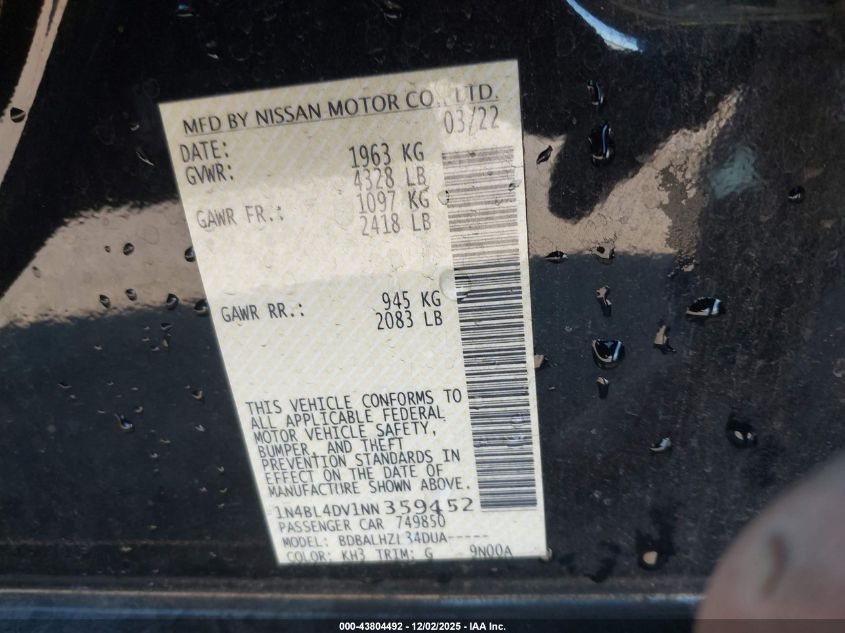 MFD BY NISSAN MOTOR CO., LTD.
DATE: 03/22
GVWR: 1963 KG
4328 LB
GAWR FR.: 1097 KG
2418 LB
GAWR RR.: 945 KG
2083 LB
THIS VEHICLE CONFORMS TO
ALL APPLICABLE FEDERAL
MOTOR VEHICLE SAFETY,
BUMPER, AND THEFT
PREVENTION STANDARDS IN
EFFECT ON THE DATE OF
MANUFACTURE SHOWN ABOVE.
1N4BL4DV1NN359452
PASSENGER CAR 749850
MODEL: BDBALHZL34DUA-----
COLOR: KH3 TRIM: G 9N00A
000-43804492 - 12/02/2025 - IAA Inc.